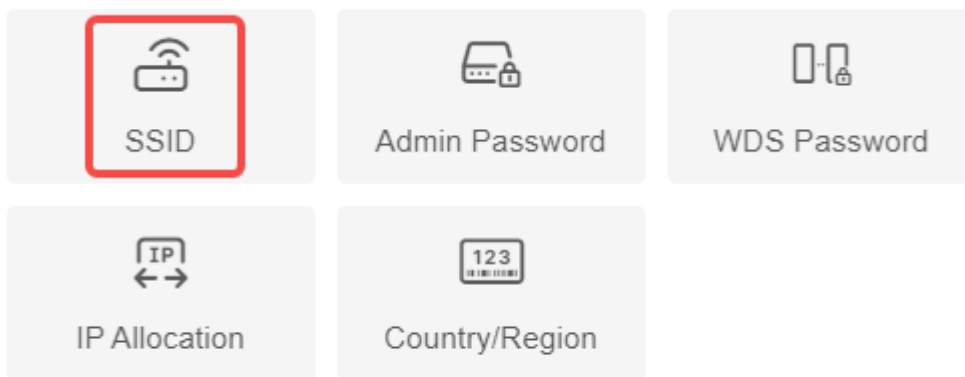 SSID
Admin Password
WDS Password
IP
IP Allocation
123
Country/Region